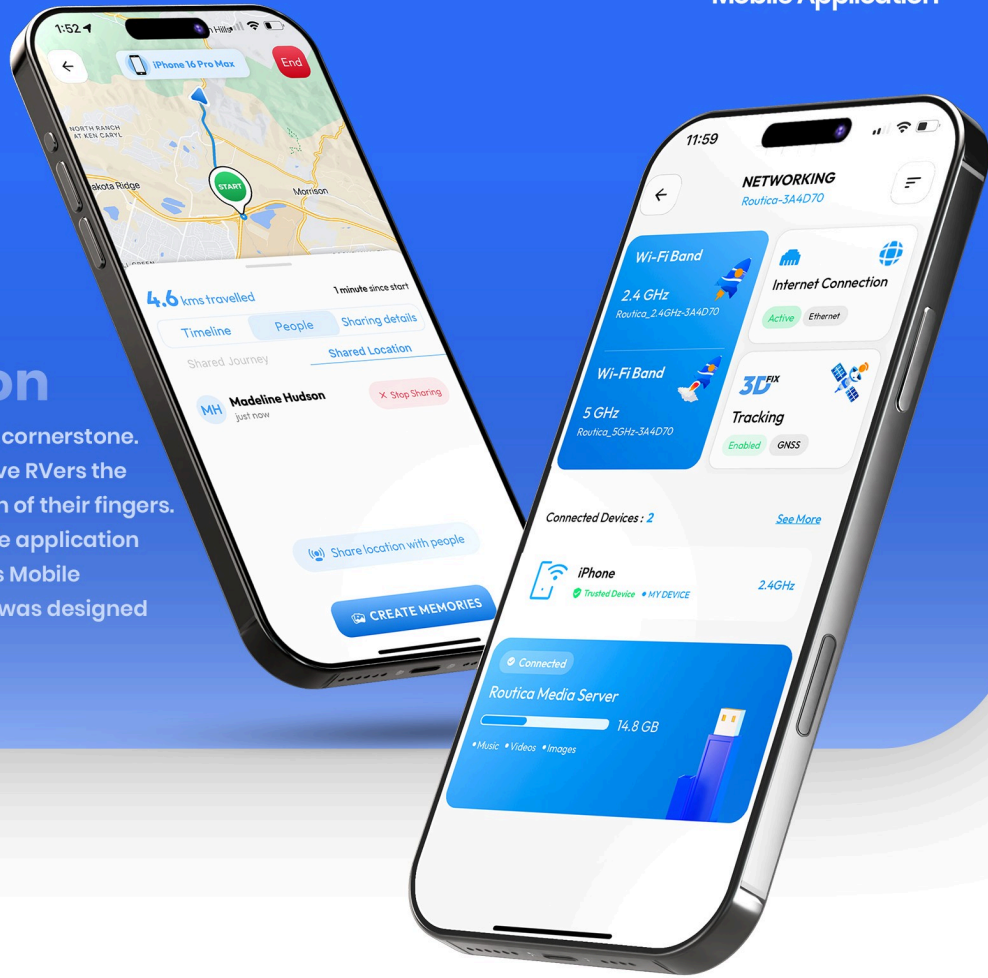 Mobile Application
1:52
Hills
iPhone 16 Pro Max
End
NORTH RANCH
AT KEN CARYL
akota Ridge
START
Morrison
4.6 kms travelled
1 minute since start
Timeline
People
Sharing details
Shared Journey
Shared Location
MH
Madeline Hudson
just now
× Stop Sharing
Share location with people
CREATE MEMORIES
on
cornerstone.
ve RVers the
n of their fingers.
e application
s Mobile
was designed
11:59
NETWORKING
Routica-3A4D70
Wi-Fi Band
2.4 GHz
Routica_2.4GHz-3A4D70
Wi-Fi Band
5 GHz
Routica_5GHz-3A4D70
Internet Connection
Active
Ethernet
3D FIX
Tracking
Enabled
GNSS
Connected Devices : 2
See More
iPhone
Trusted Device • MY DEVICE
2.4GHz
Connected
Routica Media Server
14.8 GB
• Music • Videos • Images